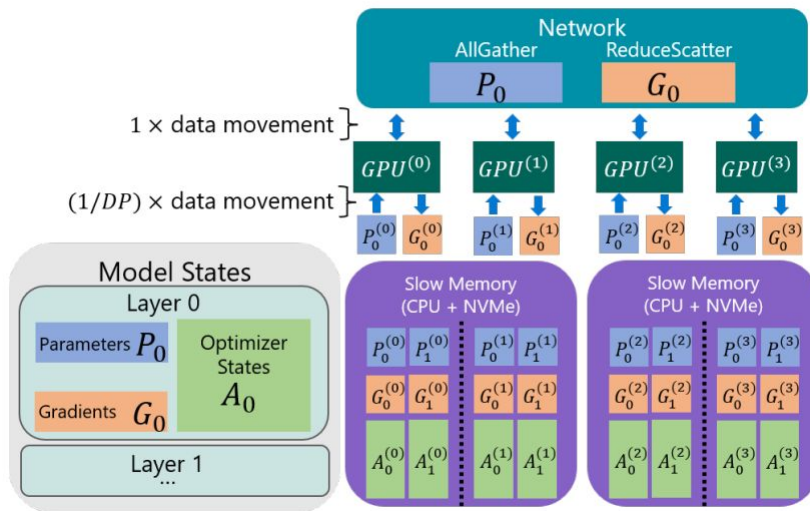 Network
AllGather ReduceScatter
P₀ G₀
1 × data movement
GPU⁽⁰⁾ GPU⁽¹⁾ GPU⁽²⁾ GPU⁽³⁾
(1/DP) × data movement
P₀⁽⁰⁾ G₀⁽⁰⁾ P₀⁽¹⁾ G₀⁽¹⁾ P₀⁽²⁾ G₀⁽²⁾ P₀⁽³⁾ G₀⁽³⁾
Model States
Layer 0
Parameters P₀
Gradients G₀
Optimizer
States
A₀
Layer 1
...
Slow Memory
(CPU + NVMe)
P₀⁽⁰⁾ P₁⁽⁰⁾ P₀⁽¹⁾ P₁⁽¹⁾
G₀⁽⁰⁾ G₁⁽⁰⁾ G₀⁽¹⁾ G₁⁽¹⁾
A₀⁽⁰⁾ A₁⁽⁰⁾ A₀⁽¹⁾ A₁⁽¹⁾
Slow Memory
(CPU + NVMe)
P₀⁽²⁾ P₁⁽²⁾ P₀⁽³⁾ P₁⁽³⁾
G₀⁽²⁾ G₁⁽²⁾ G₀⁽³⁾ G₁⁽³⁾
A₀⁽²⁾ A₁⁽²⁾ A₀⁽³⁾ A₁⁽³⁾